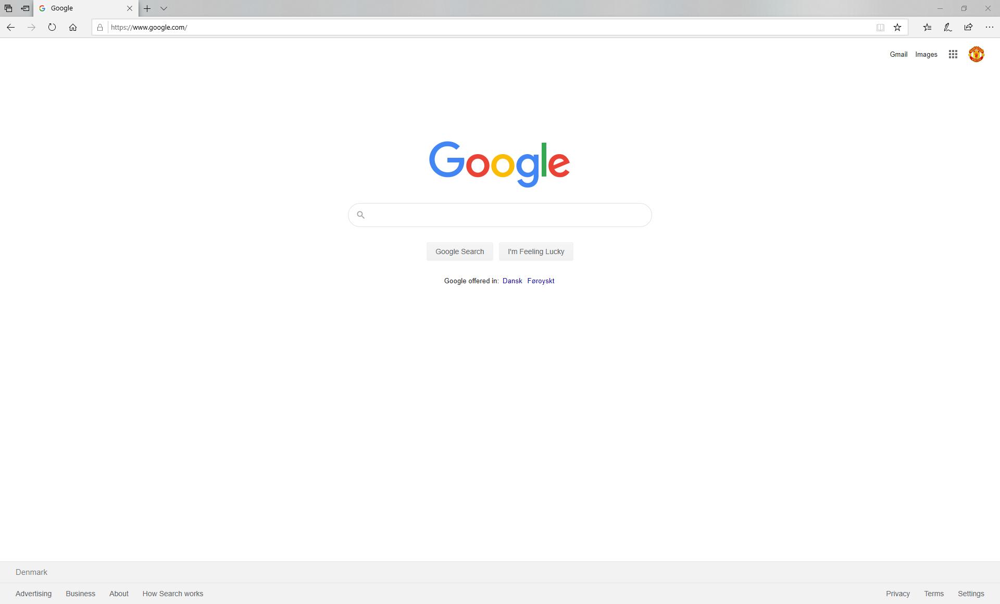 Google
https://www.google.com/
Gmail Images
Google
Google Search I'm Feeling Lucky
Google offered in: Dansk Føroyskt
Denmark
Advertising Business About How Search works Privacy Terms Settings